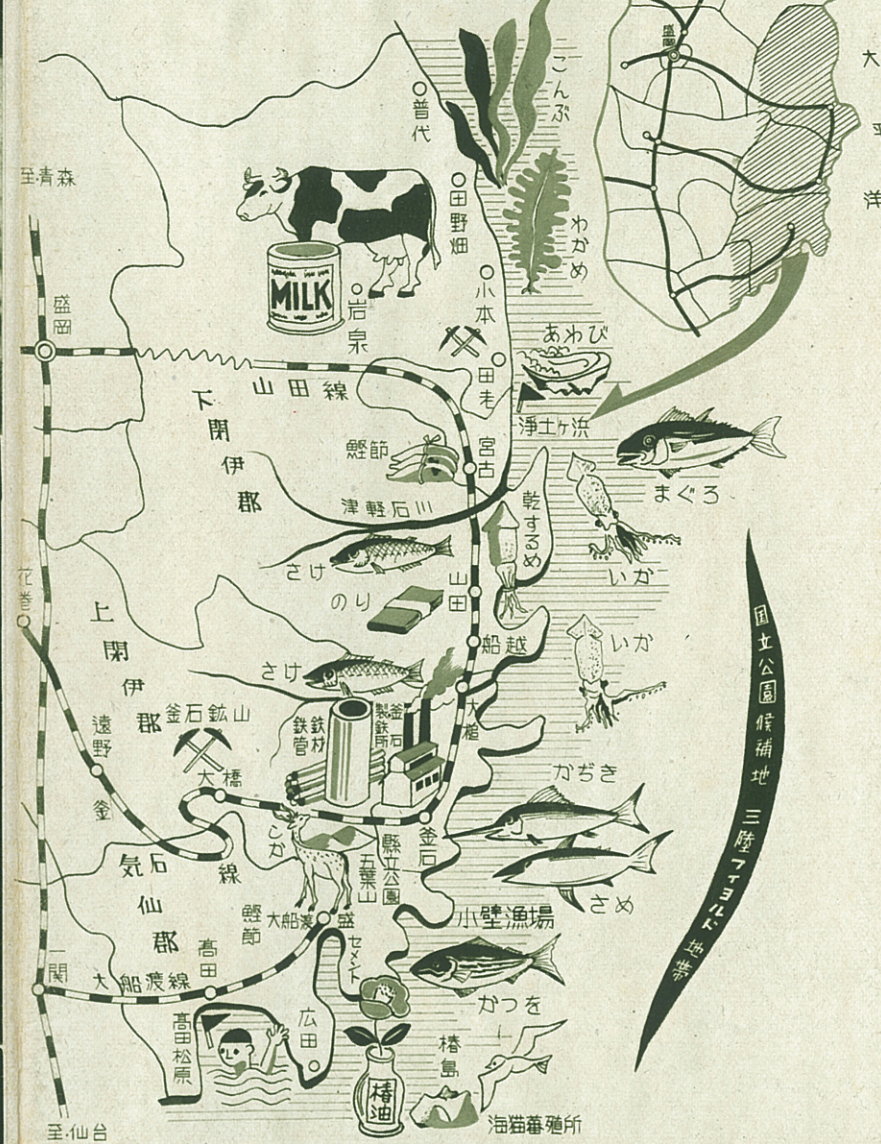 大平洋
盛岡
こんぶ
普代
至.青森
田野畑
わかめ
小本
MILK
岩泉
盛岡
あわび
田老
山田線
浄土ヶ浜
下閉伊郡
宮古
鰹節
まぐろ
津軽石川
乾するめ
さけ
いか
山田
のり
花巻
上閉伊郡
船越
いか
さけ
国立公園候補地 三陸フィヨルド地帯
大槌
釜石鉱山
鉄材
鉄管
釜石
製鉄所
遠野
大橋
かぢき
釜石線
しか
釜石
縣立公園
五葉山
気仙郡
さめ
鰹節
大船渡
盛
小壁漁場
セメント
高田
一関
大船渡線
かつを
高田松原
広田
椿島
椿油
海猫蕃殖所
至.仙台